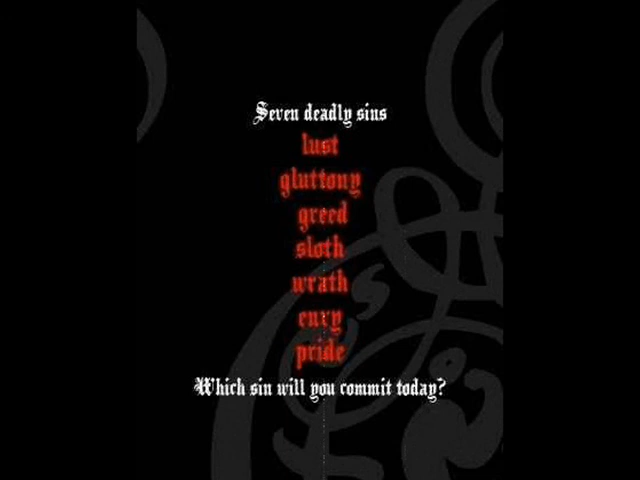 Seven deadly sins
lust
gluttony
greed
sloth
wrath
envy
pride
Which sin will you commit today?